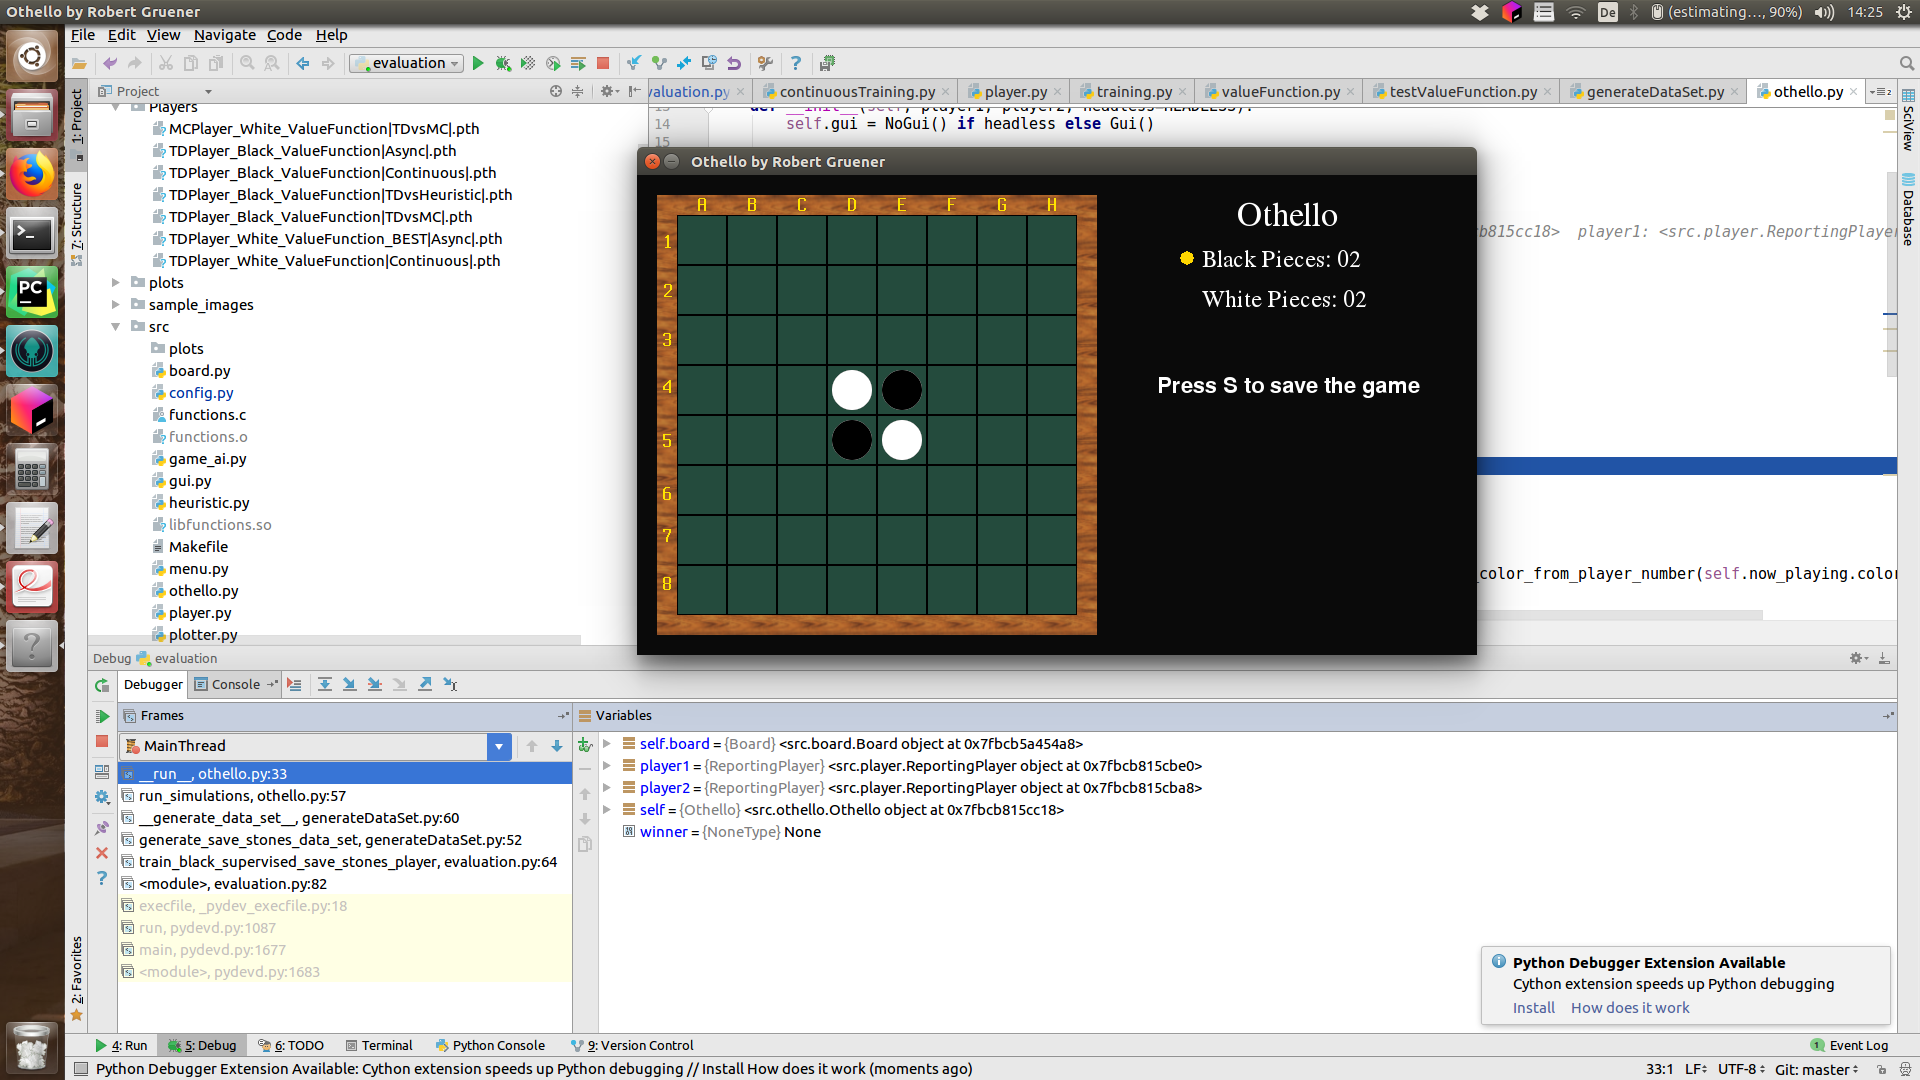 Othello by Robert Gruener
De
(estimating..., 90%)
14:25
File Edit View Navigate Code Help
evaluation
Project
valuation.py
continuousTraining.py
player.py
training.py
valueFunction.py
testValueFunction.py
generateDataSet.py
othello.py
1: Project
7: Structure
2: Favorites
SciView
Database
Players
MCPlayer_White_ValueFunction|TDvsMC|.pth
TDPlayer_Black_ValueFunction|Async|.pth
TDPlayer_Black_ValueFunction|Continuous|.pth
TDPlayer_Black_ValueFunction|TDvsHeuristic|.pth
TDPlayer_Black_ValueFunction|TDvsMC|.pth
TDPlayer_White_ValueFunction_BEST|Async|.pth
TDPlayer_White_ValueFunction|Continuous|.pth
plots
sample_images
src
plots
board.py
config.py
functions.c
functions.o
game_ai.py
gui.py
heuristic.py
libfunctions.so
Makefile
menu.py
othello.py
player.py
plotter.py
13 def __init__(self, player1, player2, headless=HEADLESS):
14 self.gui = NoGui() if headless else Gui()
15
b815cc18> player1: <src.player.ReportingPlayer
color_from_player_number(self.now_playing.color
Othello by Robert Gruener
A B C D E F G H
1
2
3
4
5
6
7
8
Othello
Black Pieces: 02
White Pieces: 02
Press S to save the game
Debug evaluation
Debugger
Console
Frames
Variables
MainThread
__run__, othello.py:33
run_simulations, othello.py:57
__generate_data_set__, generateDataSet.py:60
generate_save_stones_data_set, generateDataSet.py:52
train_black_supervised_save_stones_player, evaluation.py:64
<module>, evaluation.py:82
execfile, _pydev_execfile.py:18
run, pydevd.py:1087
main, pydevd.py:1677
<module>, pydevd.py:1683
self.board = {Board} <src.board.Board object at 0x7fbcb5a454a8>
player1 = {ReportingPlayer} <src.player.ReportingPlayer object at 0x7fbcb815cbe0>
player2 = {ReportingPlayer} <src.player.ReportingPlayer object at 0x7fbcb815cba8>
self = {Othello} <src.othello.Othello object at 0x7fbcb815cc18>
winner = {NoneType} None
Python Debugger Extension Available
Cython extension speeds up Python debugging
Install How does it work
4: Run
5: Debug
6: TODO
Terminal
Python Console
9: Version Control
1 Event Log
Python Debugger Extension Available: Cython extension speeds up Python debugging // Install How does it work (moments ago)
33:1 LF UTF-8 Git: master